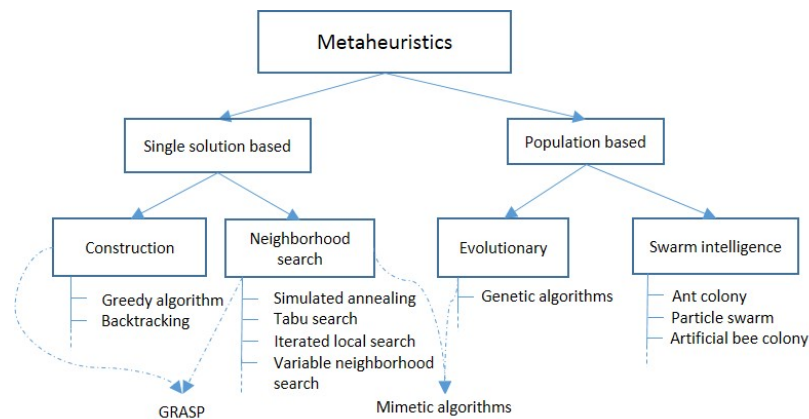 Metaheuristics
Single solution based
Population based
Construction
Neighborhood
search
Evolutionary
Swarm intelligence
Greedy algorithm
Backtracking
Simulated annealing
Tabu search
Iterated local search
Variable neighborhood
search
Genetic algorithms
Ant colony
Particle swarm
Artificial bee colony
GRASP
Mimetic algorithms